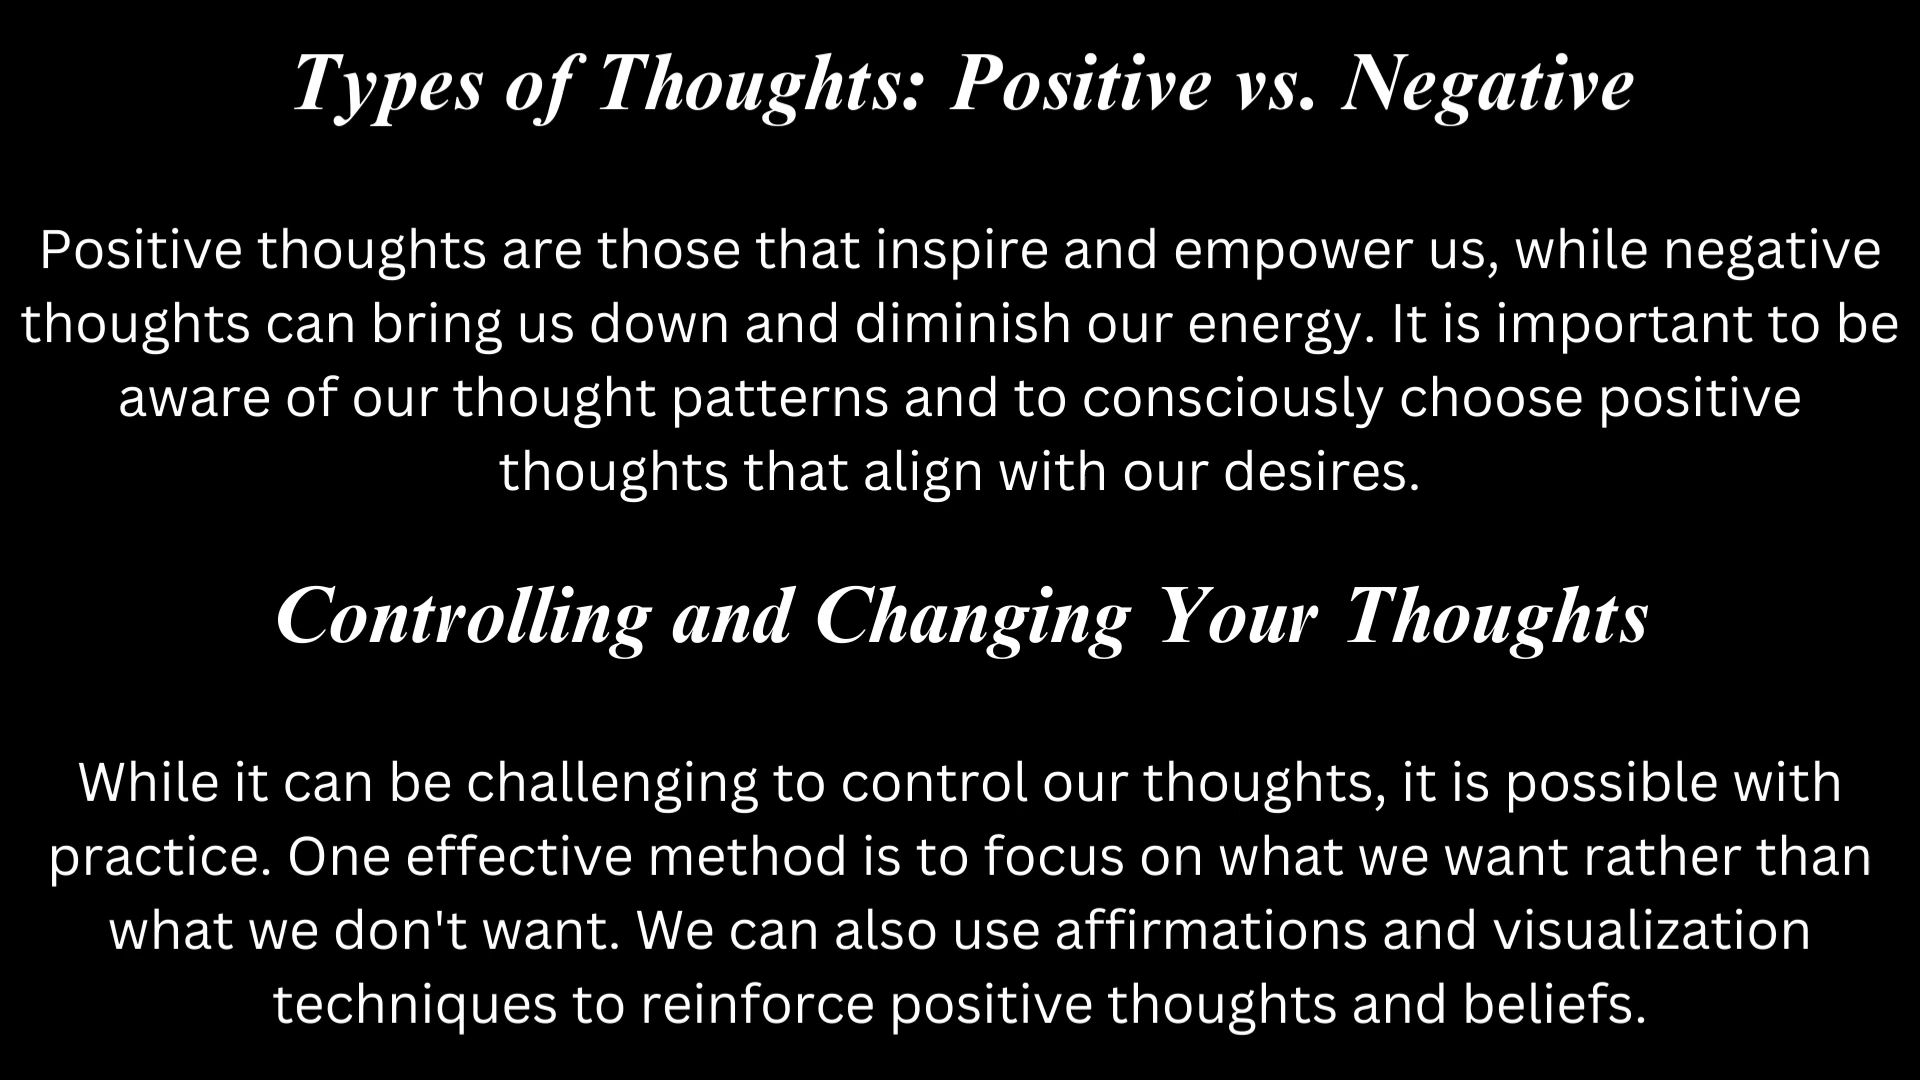 Types of Thoughts: Positive vs. Negative
Positive thoughts are those that inspire and empower us, while negative
thoughts can bring us down and diminish our energy. It is important to be
aware of our thought patterns and to consciously choose positive
thoughts that align with our desires.
Controlling and Changing Your Thoughts
While it can be challenging to control our thoughts, it is possible with
practice. One effective method is to focus on what we want rather than
what we don't want. We can also use affirmations and visualization
techniques to reinforce positive thoughts and beliefs.